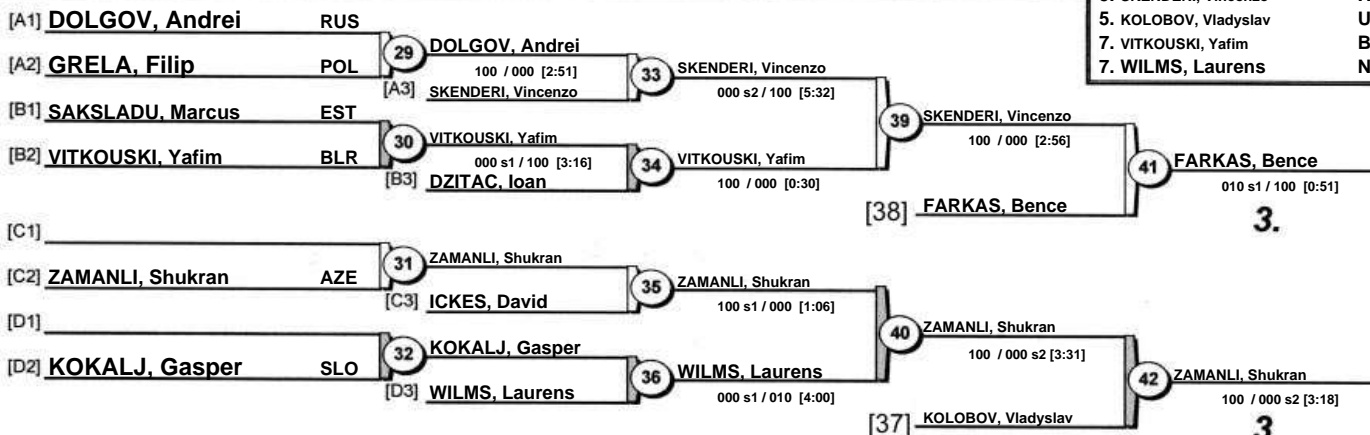 [A1] DOLGOV, Andrei RUS
[A2] GRELA, Filip POL
29
DOLGOV, Andrei
100 / 000 [2:51]
[A3] SKENDERI, Vincenzo
[B1] SAKSLADU, Marcus EST
[B2] VITKOUSKI, Yafim BLR
30
VITKOUSKI, Yafim
000 s1 / 100 [3:16]
[B3] DZITAC, Ioan
[C1]
[C2] ZAMANLI, Shukran AZE
31
ZAMANLI, Shukran
[C3] ICKES, David
[D1]
[D2] KOKALJ, Gasper SLO
32
KOKALJ, Gasper
[D3] WILMS, Laurens
33
SKENDERI, Vincenzo
000 s2 / 100 [5:32]
34
VITKOUSKI, Yafim
100 / 000 [0:30]
35
ZAMANLI, Shukran
100 s1 / 000 [1:06]
36
WILMS, Laurens
000 s1 / 010 [4:00]
39
SKENDERI, Vincenzo
100 / 000 [2:56]
[38] FARKAS, Bence
40
ZAMANLI, Shukran
100 / 000 s2 [3:31]
[37] KOLOBOV, Vladyslav
41
FARKAS, Bence
010 s1 / 100 [0:51]
3.
42
ZAMANLI, Shukran
100 / 000 s2 [3:18]
3
5. KOLOBOV, Vladyslav U
7. VITKOUSKI, Yafim B
7. WILMS, Laurens N